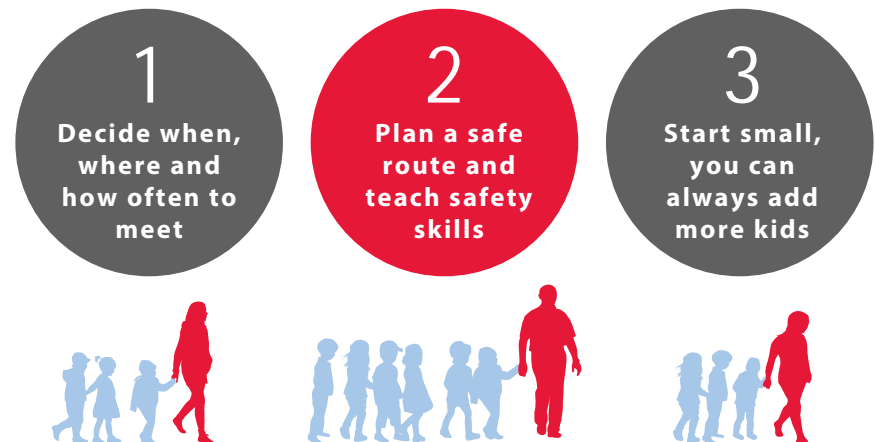 1
Decide when,
where and
how often to
meet
2
Plan a safe
route and
teach safety
skills
3
Start small,
you can
always add
more kids